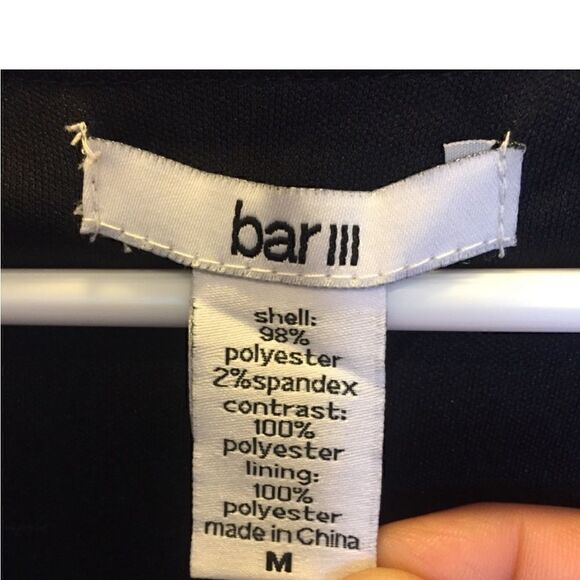 bar III
shell:
98%
polyester
2%spandex
contrast:
100%
polyester
lining:
100%
polyester
made in China
M